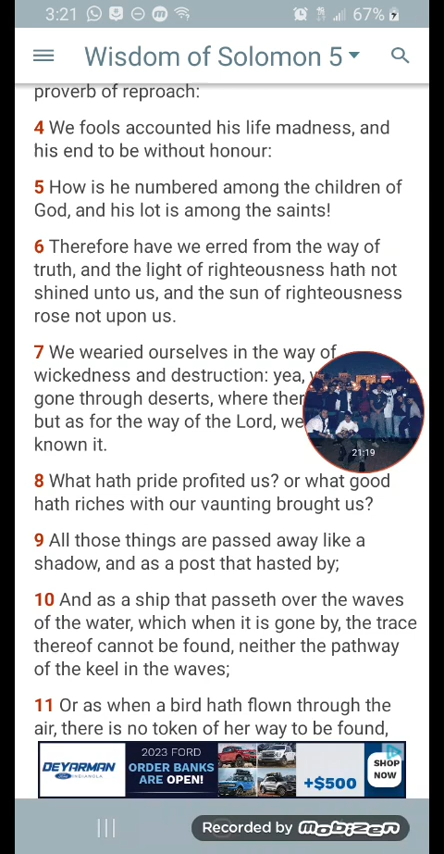 3:21
67%
Wisdom of Solomon 5
proverb of reproach:
4 We fools accounted his life madness, and
his end to be without honour:
5 How is he numbered among the children of
God, and his lot is among the saints!
6 Therefore have we erred from the way of
truth, and the light of righteousness hath not
shined unto us, and the sun of righteousness
rose not upon us.
7 We wearied ourselves in the way of
wickedness and destruction: yea,
gone through deserts, where
but as for the way of the Lord, we
known it.
21:19
8 What hath pride profited us? or what good
hath riches with our vaunting brought us?
9 All those things are passed away like a
shadow, and as a post that hasted by;
10 And as a ship that passeth over the waves
of the water, which when it is gone by, the trace
thereof cannot be found, neither the pathway
of the keel in the waves;
11 Or as when a bird hath flown through the
air, there is no token of her way to be found,
DEYARMAN
Ford INDIANOLA
2023 FORD
ORDER BANKS
ARE OPEN!
+$500
SHOP
NOW
Recorded by Mobizen